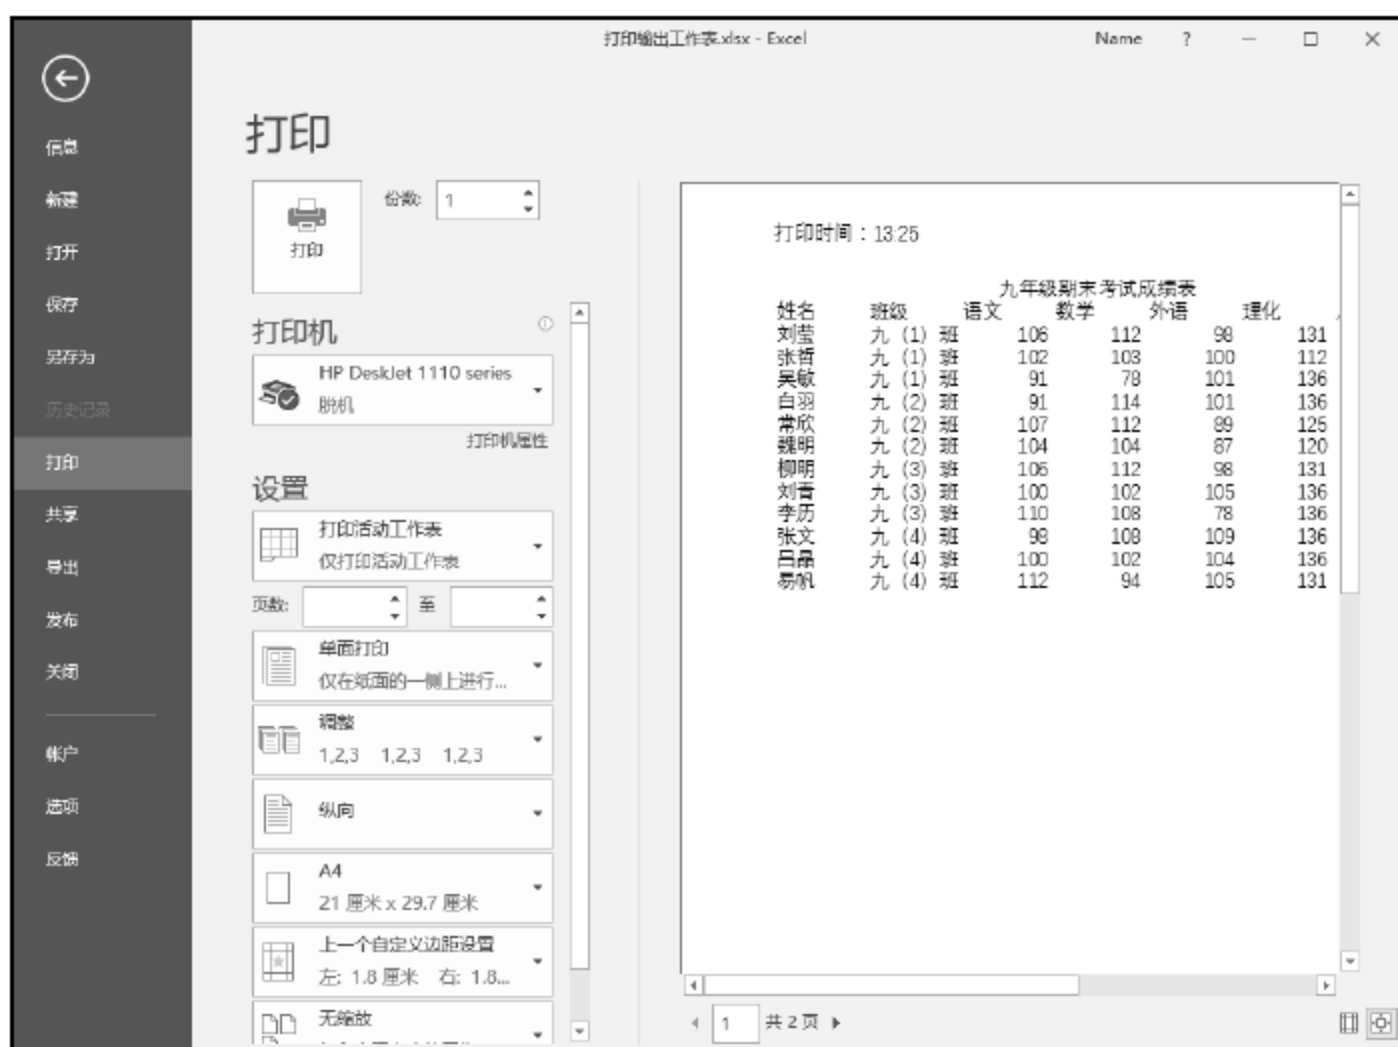 打印输出工作表.xlsx - Excel
Name ? — □ ×
信息
新建
打开
保存
另存为
历史记录
打印
共享
导出
发布
关闭
帐户
选项
反馈
打印
打印
份数: 1
打印机
HP DeskJet 1110 series
脱机
打印机属性
设置
打印活动工作表
仅打印活动工作表
页数: 至
单面打印
仅在纸面的一侧上进行...
调整
1,2,3 1,2,3 1,2,3
纵向
A4
21 厘米 x 29.7 厘米
上一个自定义边距设置
左: 1.8 厘米 右: 1.8...
无缩放
打印时间：13:25
九年级期末考试成绩表
姓名 班级 语文 数学 外语 理化
刘莹 九 (1) 班 106 112 98 131
张哲 九 (1) 班 102 103 100 112
吴敏 九 (1) 班 91 78 101 136
白羽 九 (2) 班 91 114 101 136
常欣 九 (2) 班 107 112 89 125
魏明 九 (2) 班 104 104 87 120
柳明 九 (3) 班 106 112 98 131
刘青 九 (3) 班 100 102 105 136
李历 九 (3) 班 110 108 78 136
张文 九 (4) 班 98 108 109 136
吕晶 九 (4) 班 100 102 104 136
易帆 九 (4) 班 112 94 105 131
1 共 2 页